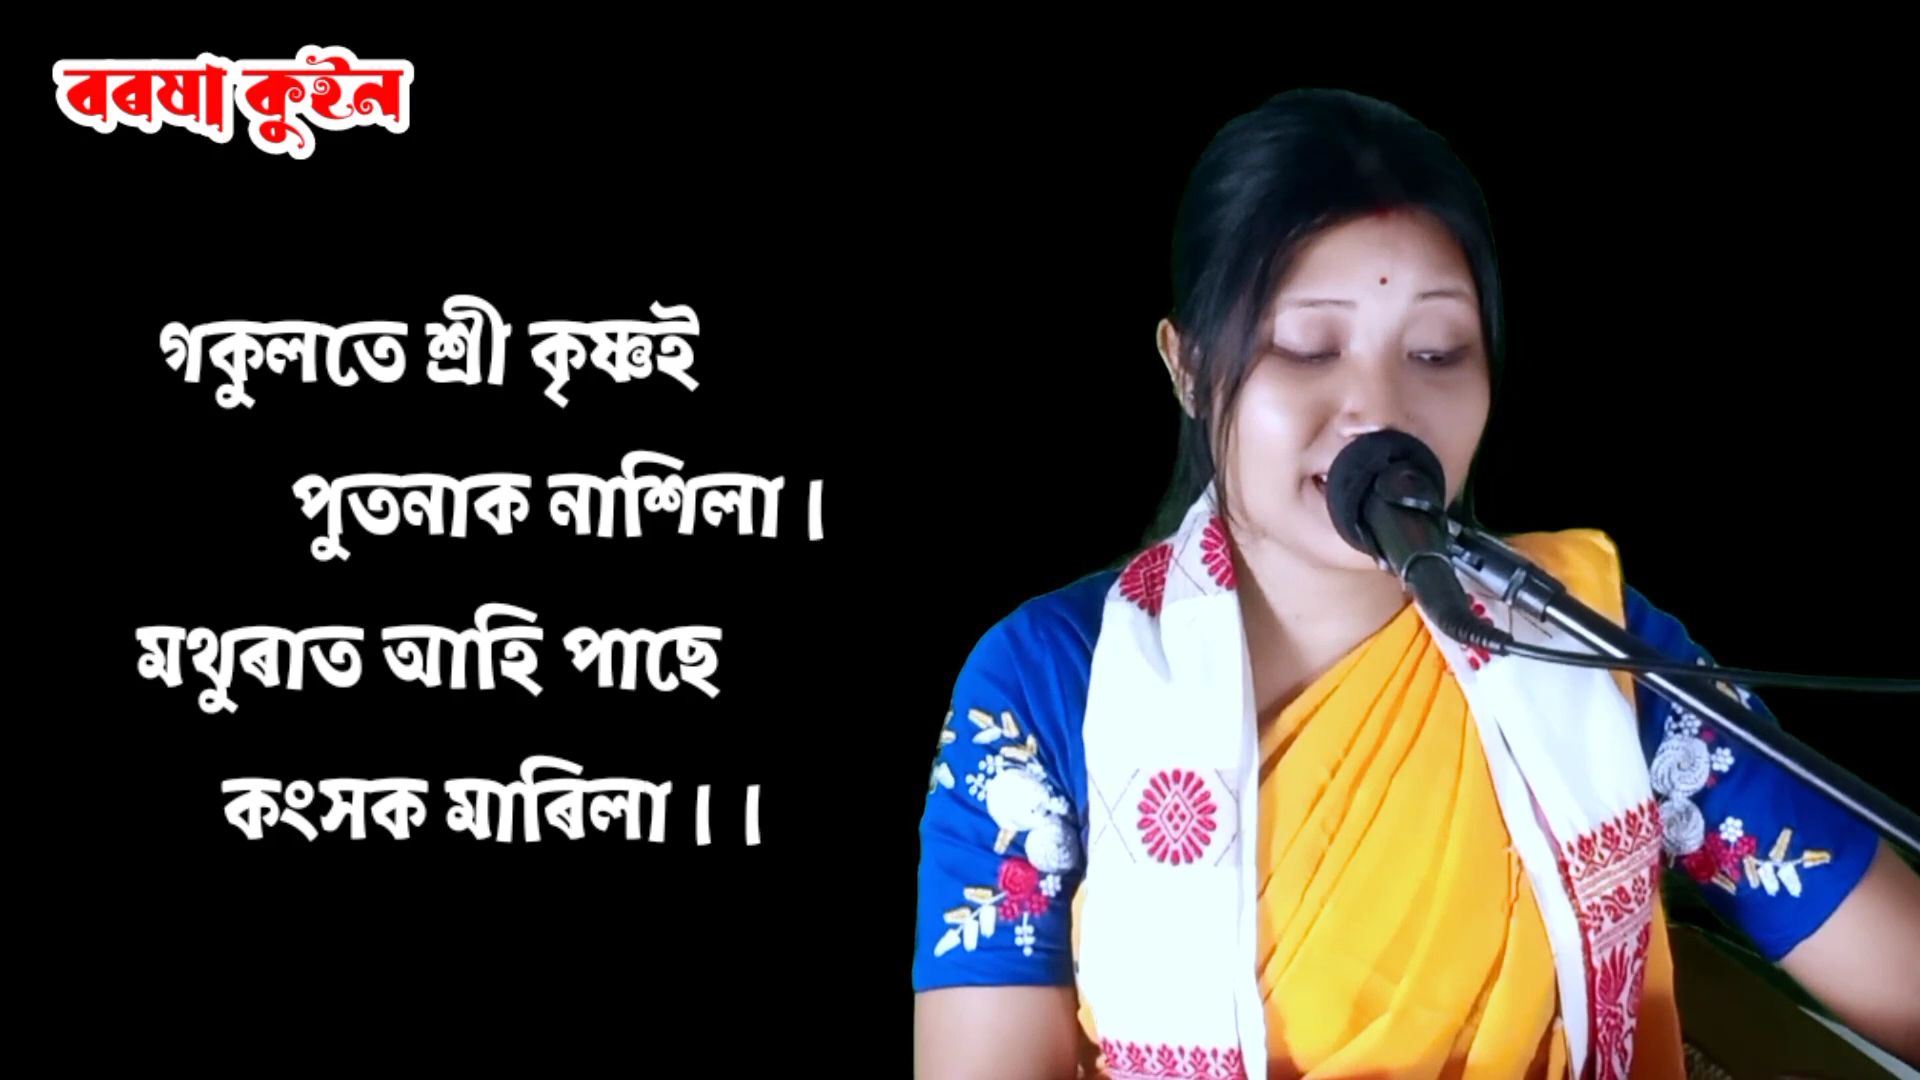 বৰষা কুইন
গকুলতে শ্রী কৃষ্ণই
পুতনাক নাশিলা।
মথুৰাত আহি পাছে
কংসক মাৰিলা।।